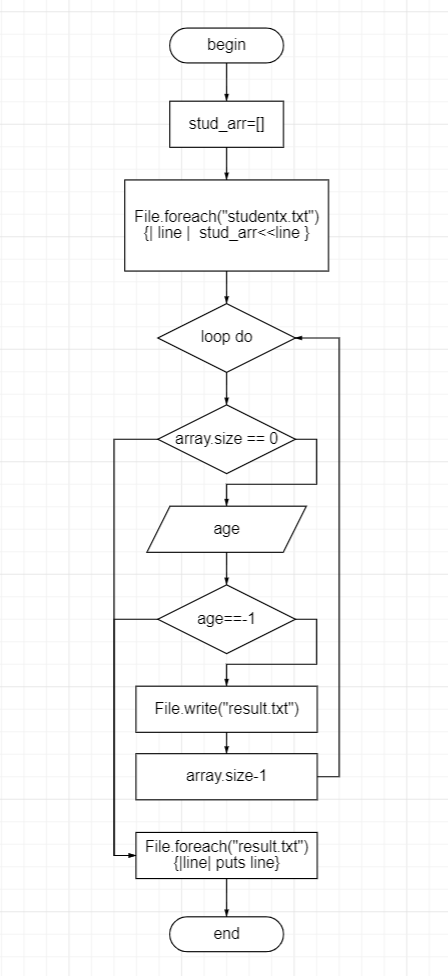 begin
stud_arr=[]
File.foreach("studentx.txt")
{| line |  stud_arr<<line }
loop do
array.size == 0
age
age==-1
File.write("result.txt")
array.size-1
File.foreach("result.txt")
{|line| puts line}
end